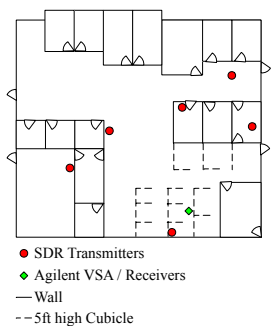 SDR Transmitters
Agilent VSA / Receivers
Wall
5ft high Cubicle